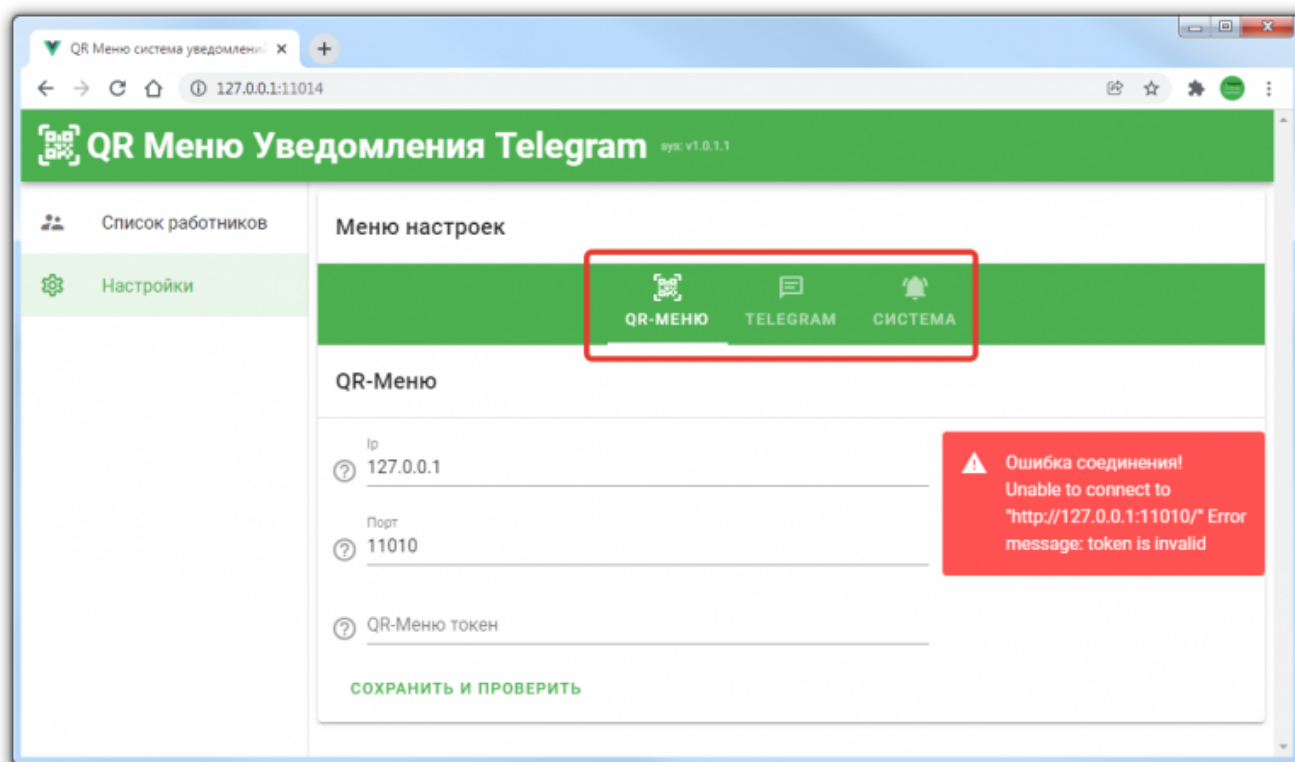 QR Меню система уведомлени
127.0.0.1:11014
QR Меню Уведомления Telegram sys: v1.0.1.1
Список работников
Настройки
Меню настроек
QR-МЕНЮ
TELEGRAM
СИСТЕМА
QR-Меню
Ip
127.0.0.1
Порт
11010
QR-Меню токен
СОХРАНИТЬ И ПРОВЕРИТЬ
Ошибка соединения!
Unable to connect to
"http://127.0.0.1:11010/" Error
message: token is invalid